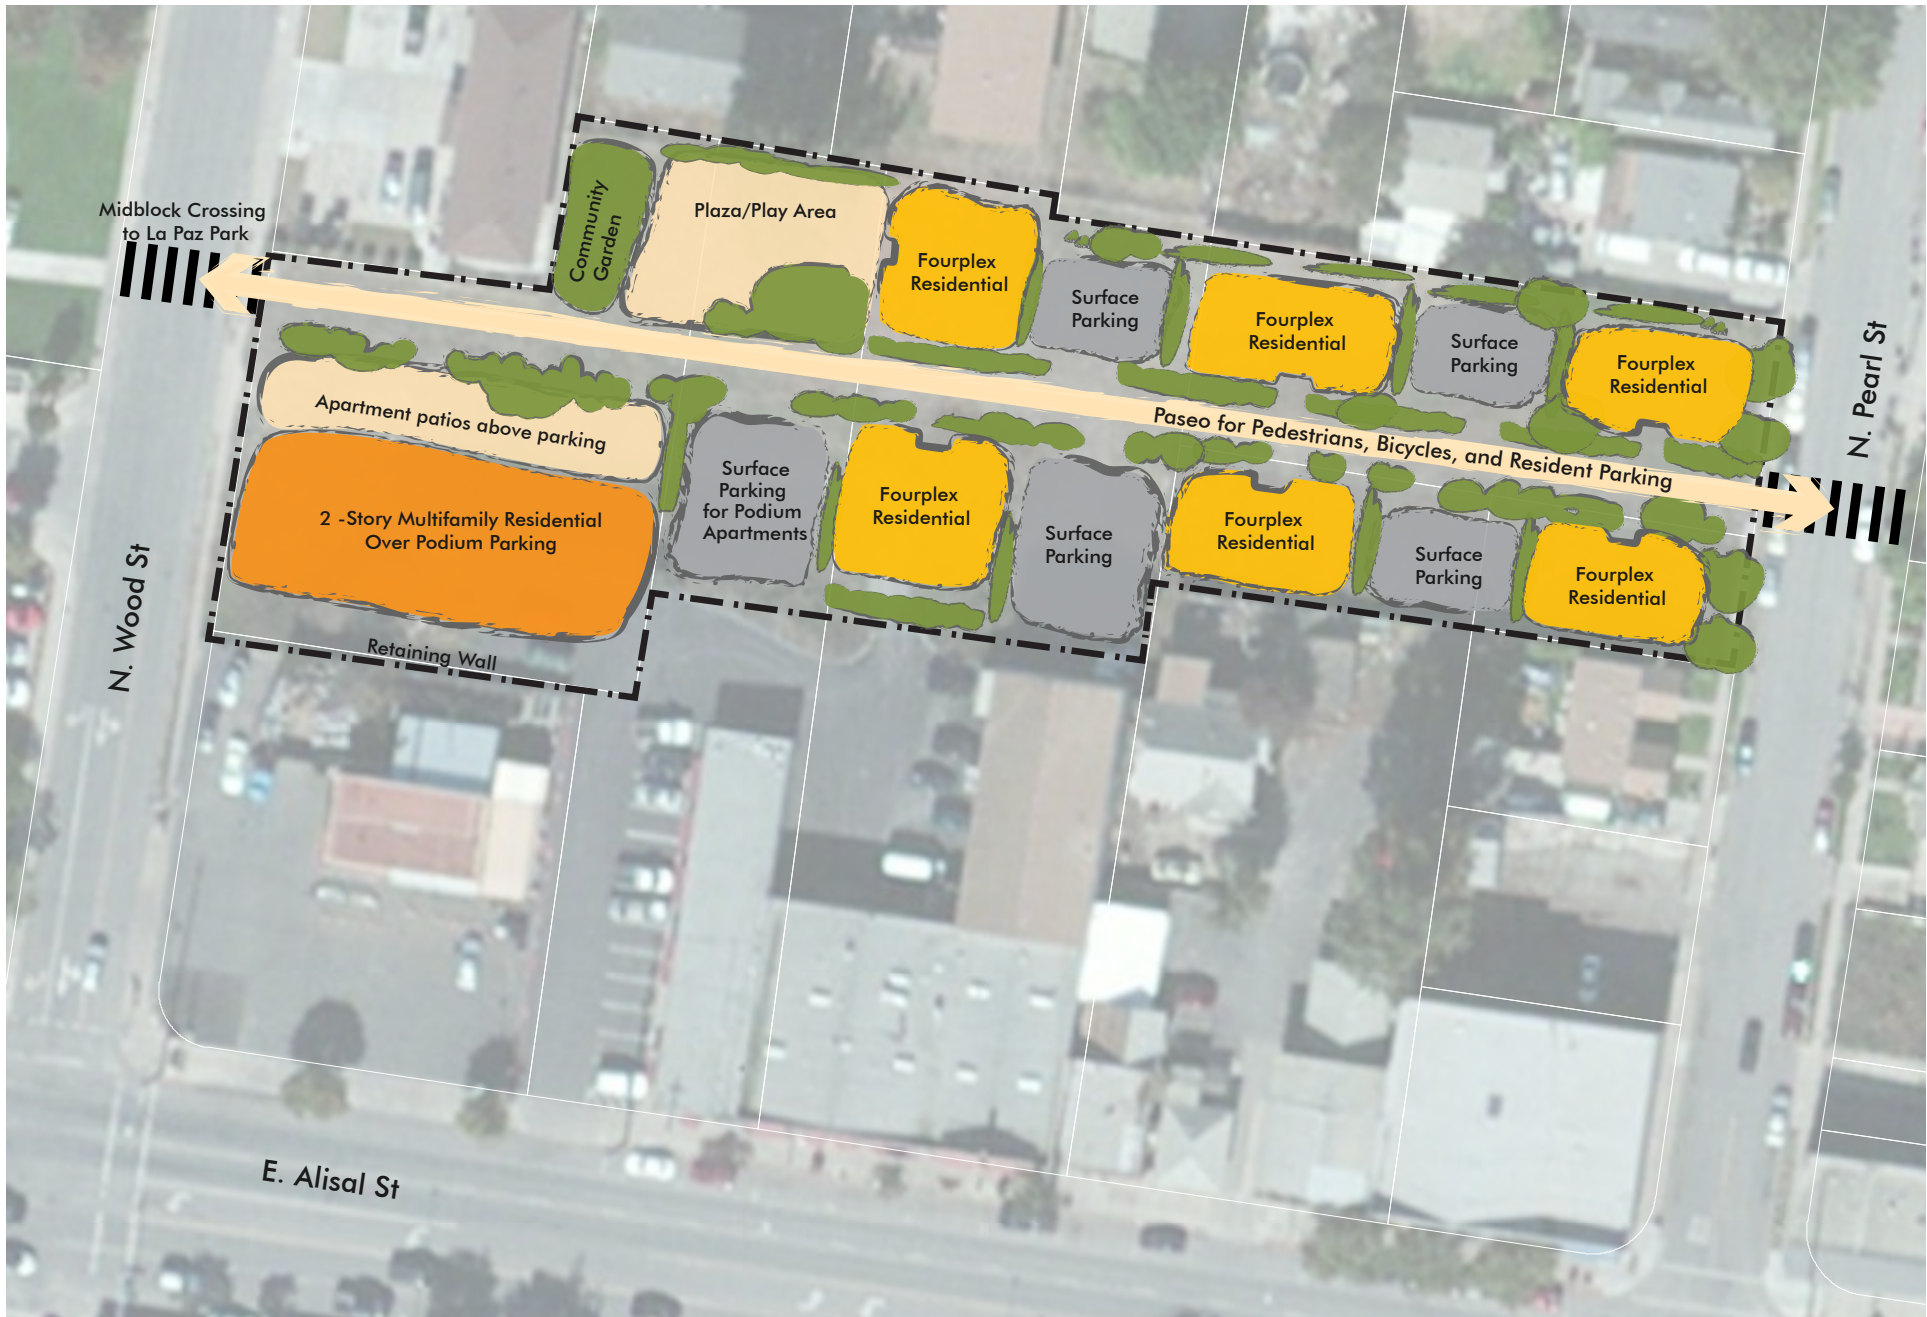 Midblock Crossing
to La Paz Park
Community
Garden
Plaza/Play Area
Fourplex
Residential
Surface
Parking
Fourplex
Residential
Surface
Parking
Fourplex
Residential
N. Pearl St
Paseo for Pedestrians, Bicycles, and Resident Parking
Apartment patios above parking
2 -Story Multifamily Residential
Over Podium Parking
Surface
Parking
for Podium
Apartments
Fourplex
Residential
Surface
Parking
Fourplex
Residential
Surface
Parking
Fourplex
Residential
N. Wood St
Retaining Wall
E. Alisal St